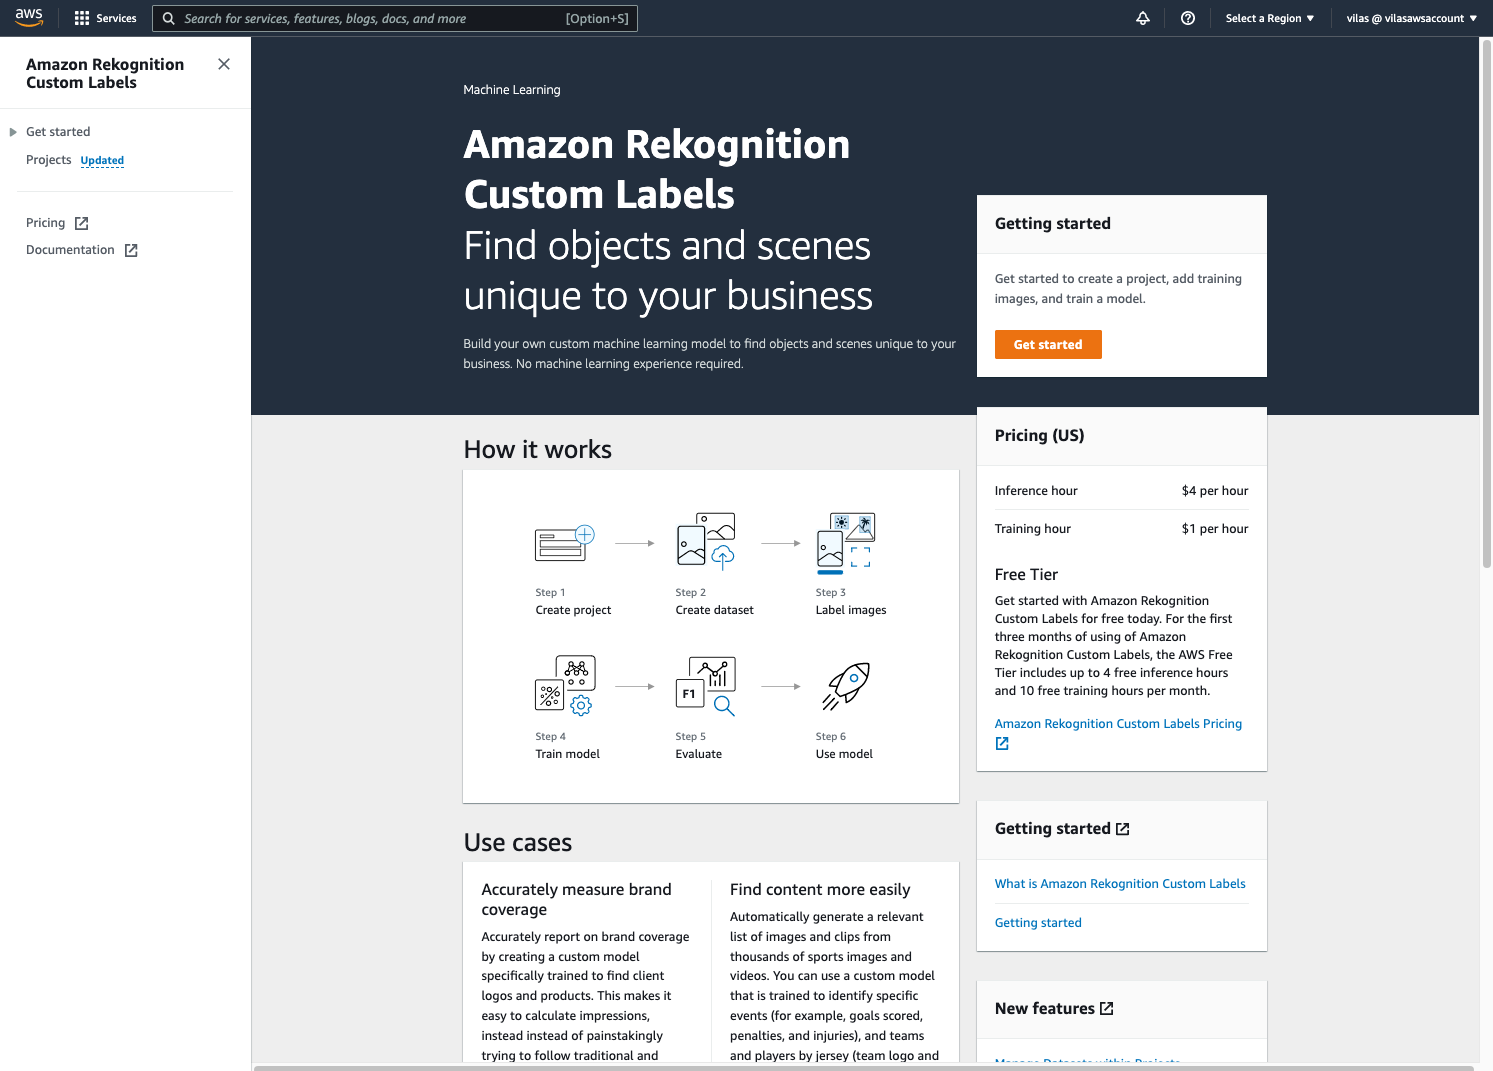 aws
Services
Search for services, features, blogs, docs, and more
[Option+S]
Select a Region
vilas @ vilasawsaccount
Amazon Rekognition
Custom Labels
Get started
Projects Updated
Pricing
Documentation
Machine Learning
Amazon Rekognition
Custom Labels
Find objects and scenes
unique to your business
Build your own custom machine learning model to find objects and scenes unique to your
business. No machine learning experience required.
Getting started
Get started to create a project, add training
images, and train a model.
Get started
How it works
Step 1
Create project
Step 2
Create dataset
Step 3
Label images
Step 4
Train model
F1
Step 5
Evaluate
Step 6
Use model
Pricing (US)
Inference hour $4 per hour
Training hour $1 per hour
Free Tier
Get started with Amazon Rekognition
Custom Labels for free today. For the first
three months of using of Amazon
Rekognition Custom Labels, the AWS Free
Tier includes up to 4 free inference hours
and 10 free training hours per month.
Amazon Rekognition Custom Labels Pricing
Use cases
Accurately measure brand
coverage
Accurately report on brand coverage
by creating a custom model
specifically trained to find client
logos and products. This makes it
easy to calculate impressions,
instead instead of painstakingly
trying to follow traditional and
Find content more easily
Automatically generate a relevant
list of images and clips from
thousands of sports images and
videos. You can use a custom model
that is trained to identify specific
events (for example, goals scored,
penalties, and injuries), and teams
and players by jersey (team logo and
Getting started
What is Amazon Rekognition Custom Labels
Getting started
New features
Manage Datasets within Projects